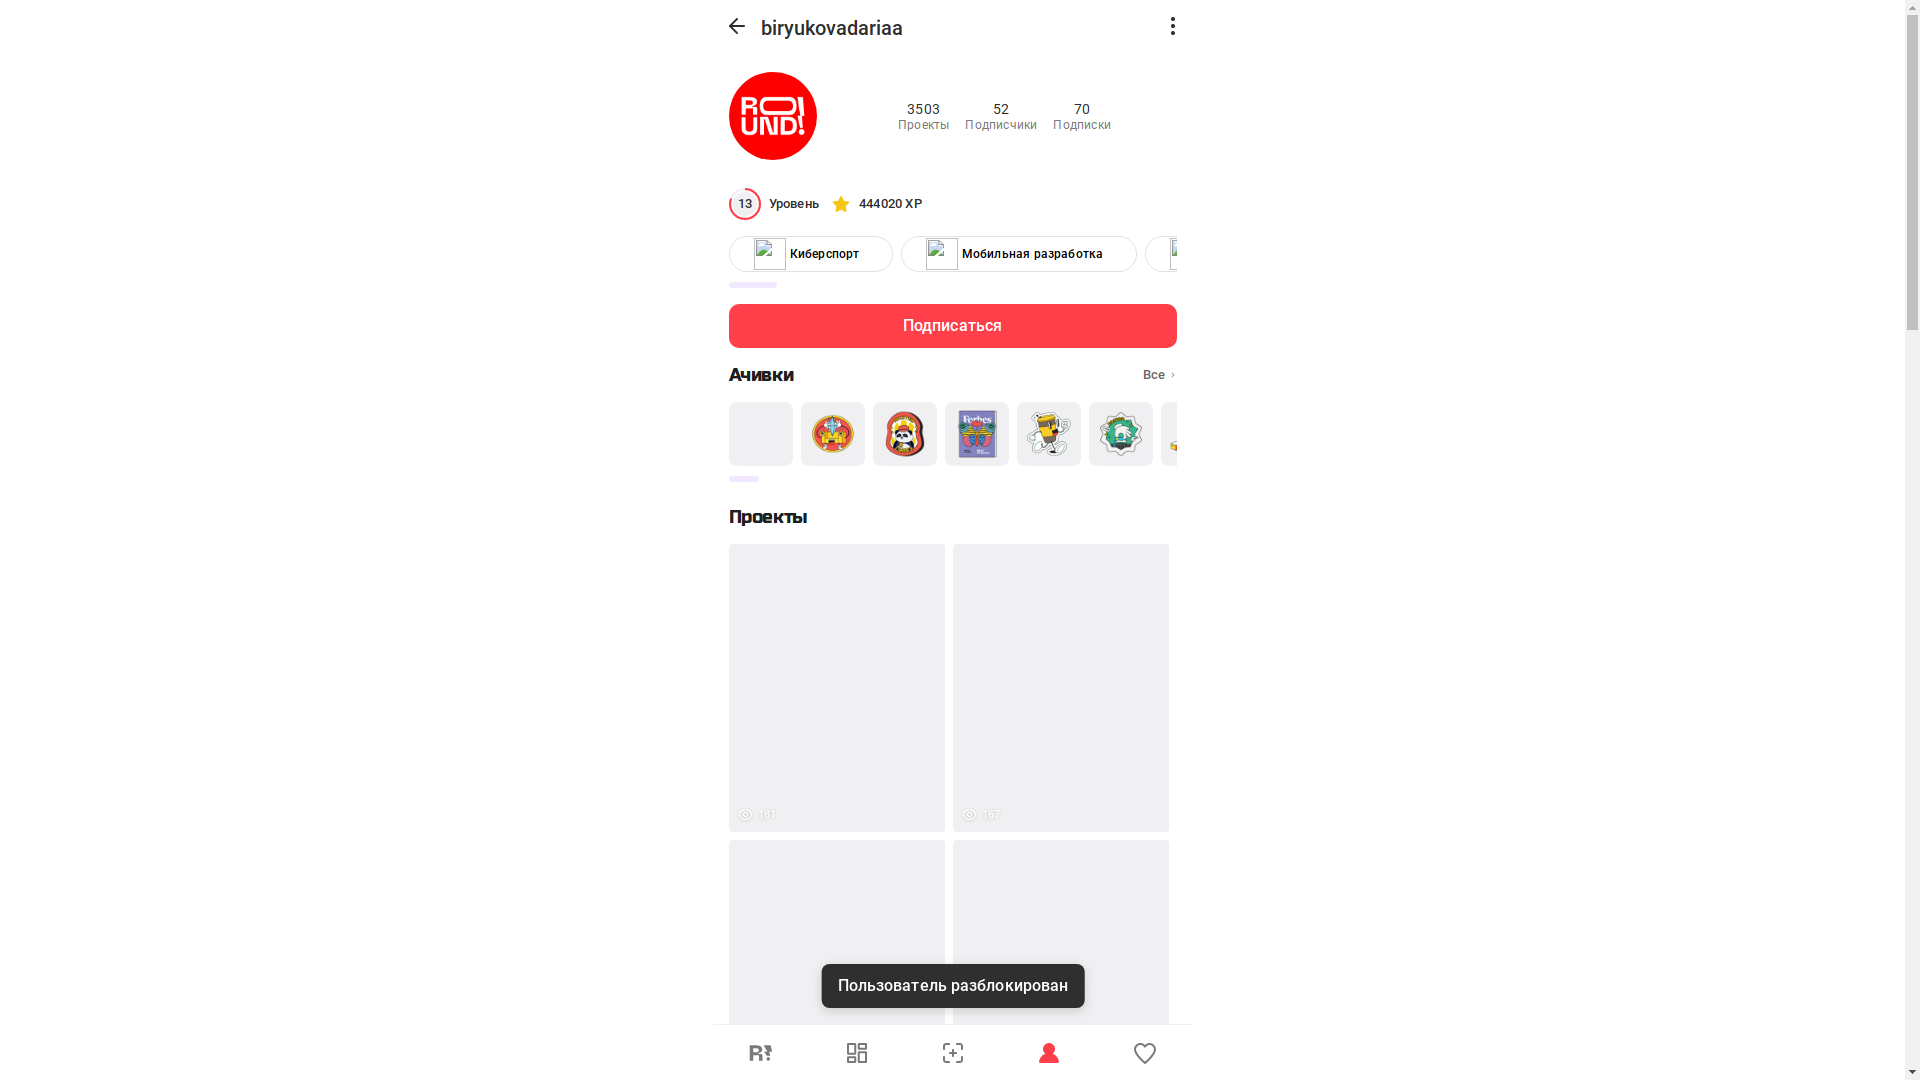 biryukovadariaa
RO!
UND!
3503
Проекты
52
Подписчики
70
Подписки
13
Уровень
444020 XP
Киберспорт
Мобильная разработка
Подписаться
Ачивки
Все ›
Forbes
Проекты
181
167
Пользователь разблокирован
R!